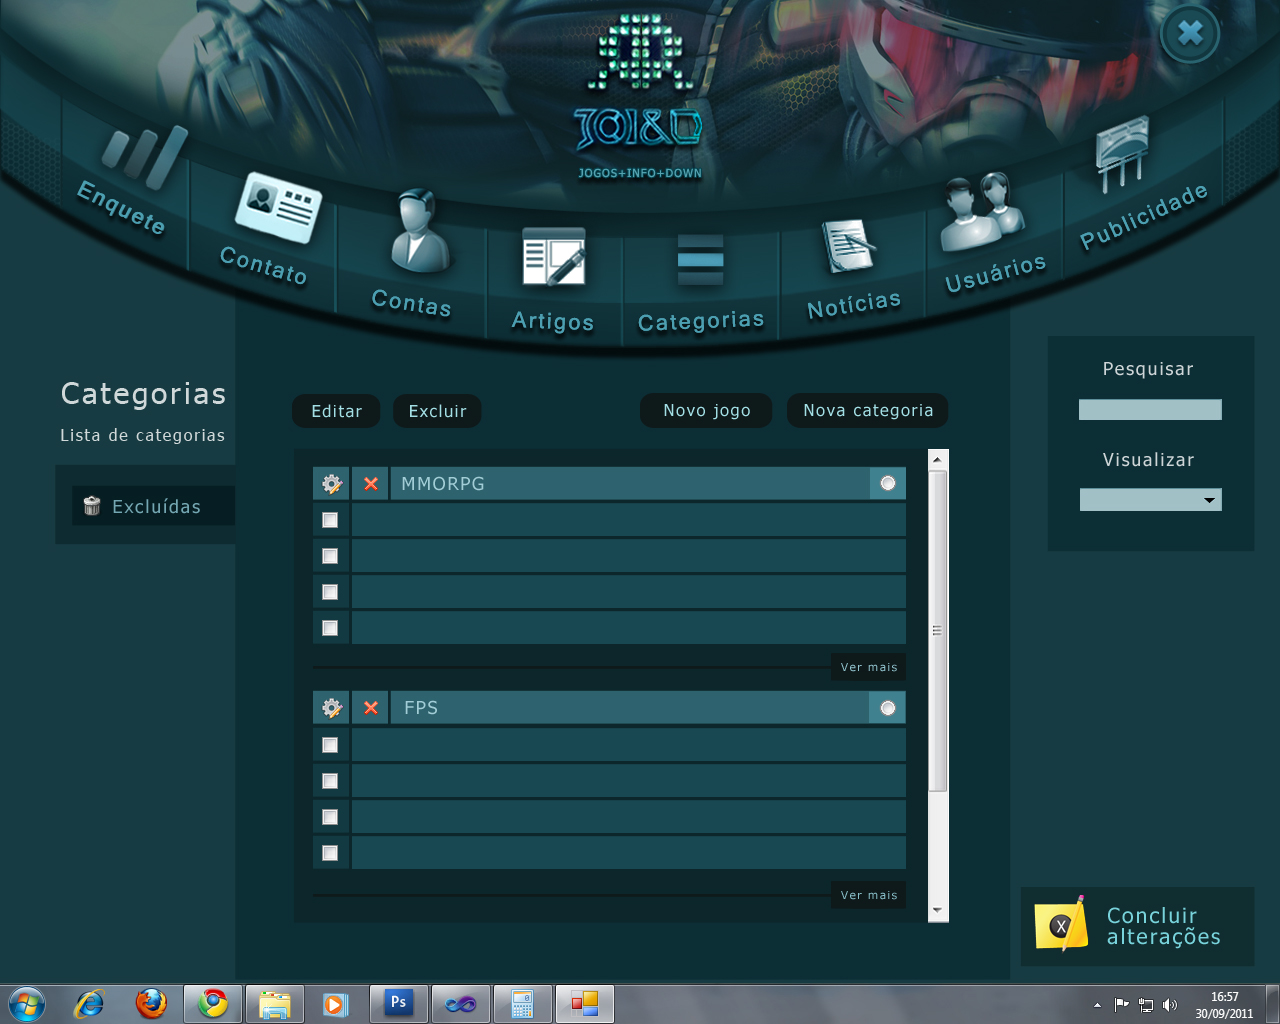 JOI&D
JOGOS+INFO+DOWN
Enquete
Contato
Contas
Artigos
Categorias
Notícias
Usuários
Publicidade
Categorias
Lista de categorias
Excluídas
Editar
Excluir
Novo jogo
Nova categoria
MMORPG
Ver mais
FPS
Ver mais
Pesquisar
Visualizar
X
Concluir
alterações
Ps
0
16:57
30/09/2011